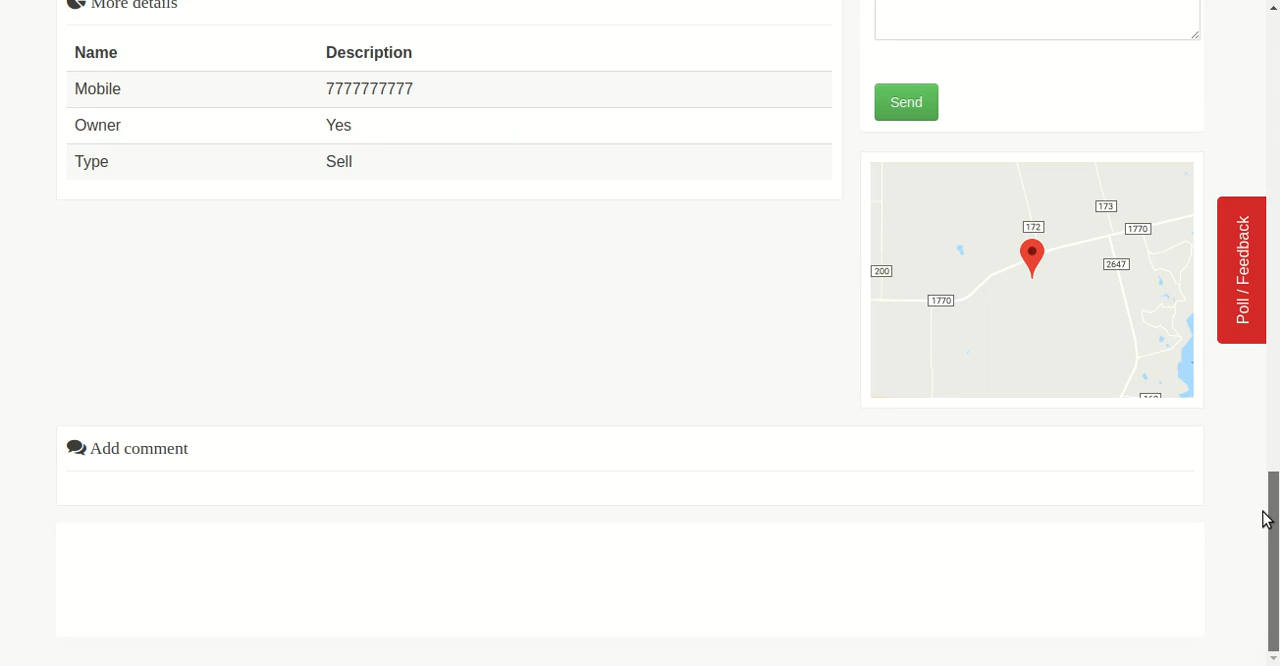 More details
Name Description
Mobile 7777777777
Owner Yes
Type Sell
Send
173
172
1770
2647
200
1770
Poll / Feedback
Add comment